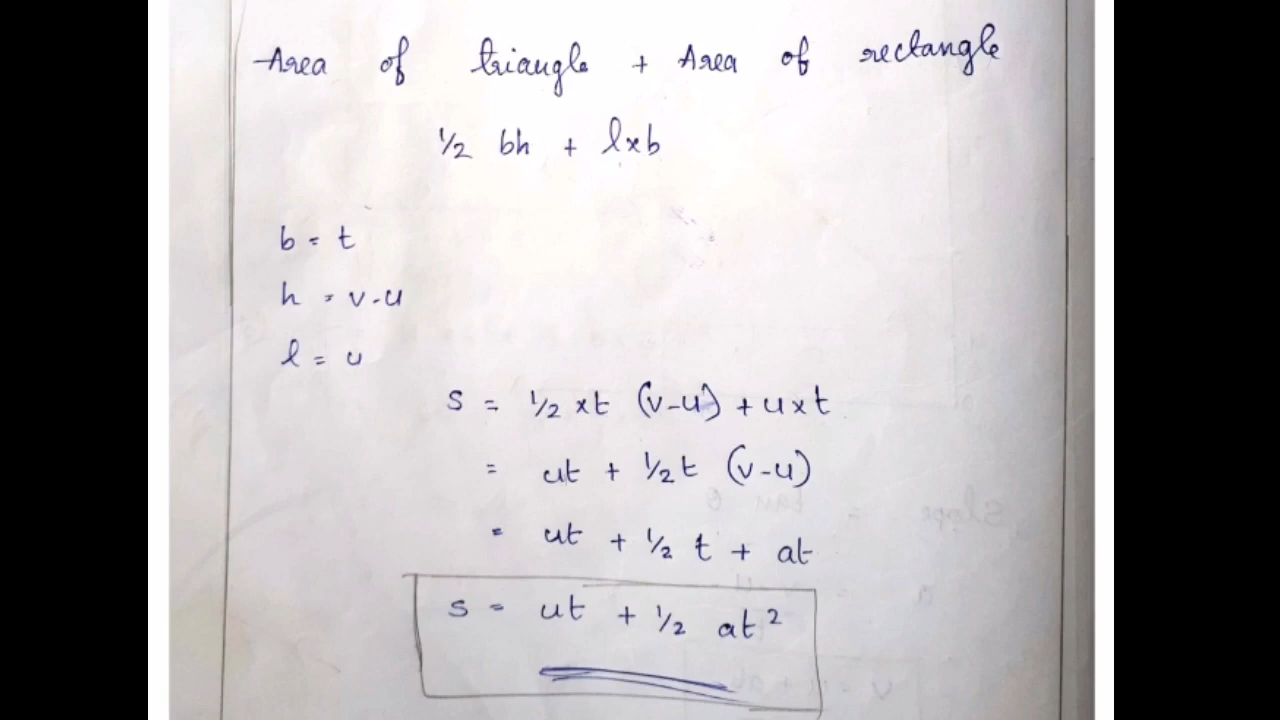 Area of triangle + Area of rectangle
1/2 bh + l×b
b = t
h = v-u
l = u
s = 1/2 ×t (v-u) + u×t
= ut + 1/2 t (v-u)
= ut + 1/2 t + at
s = ut + 1/2 at²